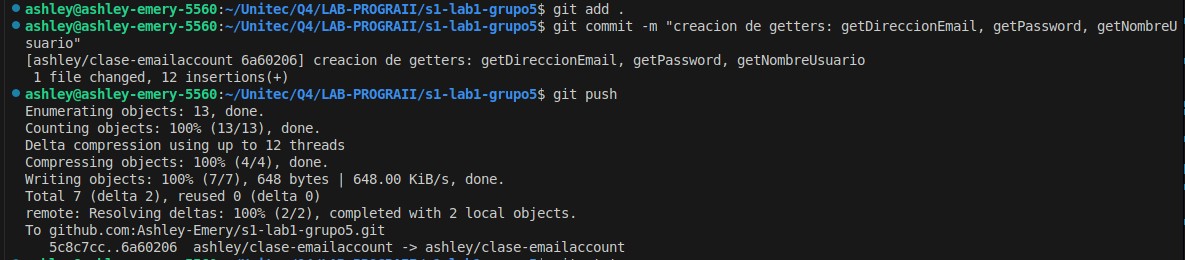 ashley@ashley-emery-5560:~/Unitec/Q4/LAB-PROGRAII/s1-lab1-grupo5$ git add .
ashley@ashley-emery-5560:~/Unitec/Q4/LAB-PROGRAII/s1-lab1-grupo5$ git commit -m "creacion de getters: getDireccionEmail, getPassword, getNombreU
suario"
[ashley/clase-emailaccount 6a60206] creacion de getters: getDireccionEmail, getPassword, getNombreUsuario
 1 file changed, 12 insertions(+)
ashley@ashley-emery-5560:~/Unitec/Q4/LAB-PROGRAII/s1-lab1-grupo5$ git push
Enumerating objects: 13, done.
Counting objects: 100% (13/13), done.
Delta compression using up to 12 threads
Compressing objects: 100% (4/4), done.
Writing objects: 100% (7/7), 648 bytes | 648.00 KiB/s, done.
Total 7 (delta 2), reused 0 (delta 0)
remote: Resolving deltas: 100% (2/2), completed with 2 local objects.
To github.com:Ashley-Emery/s1-lab1-grupo5.git
   5c8c7cc..6a60206  ashley/clase-emailaccount -> ashley/clase-emailaccount